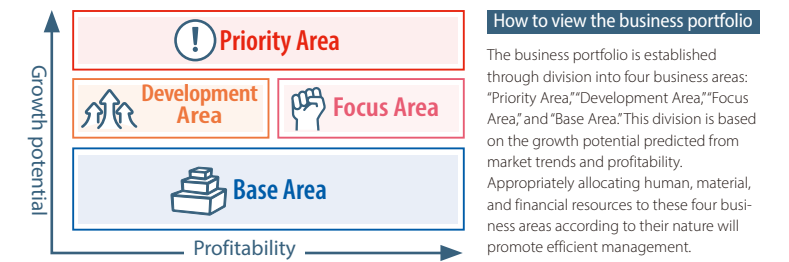 Growth potential
Priority Area
Development
Area
Focus Area
Base Area
Profitability
How to view the business portfolio
The business portfolio is established
through division into four business areas:
“Priority Area,” “Development Area,” “Focus
Area,” and “Base Area.” This division is based
on the growth potential predicted from
market trends and profitability.
Appropriately allocating human, material,
and financial resources to these four busi-
ness areas according to their nature will
promote efficient management.